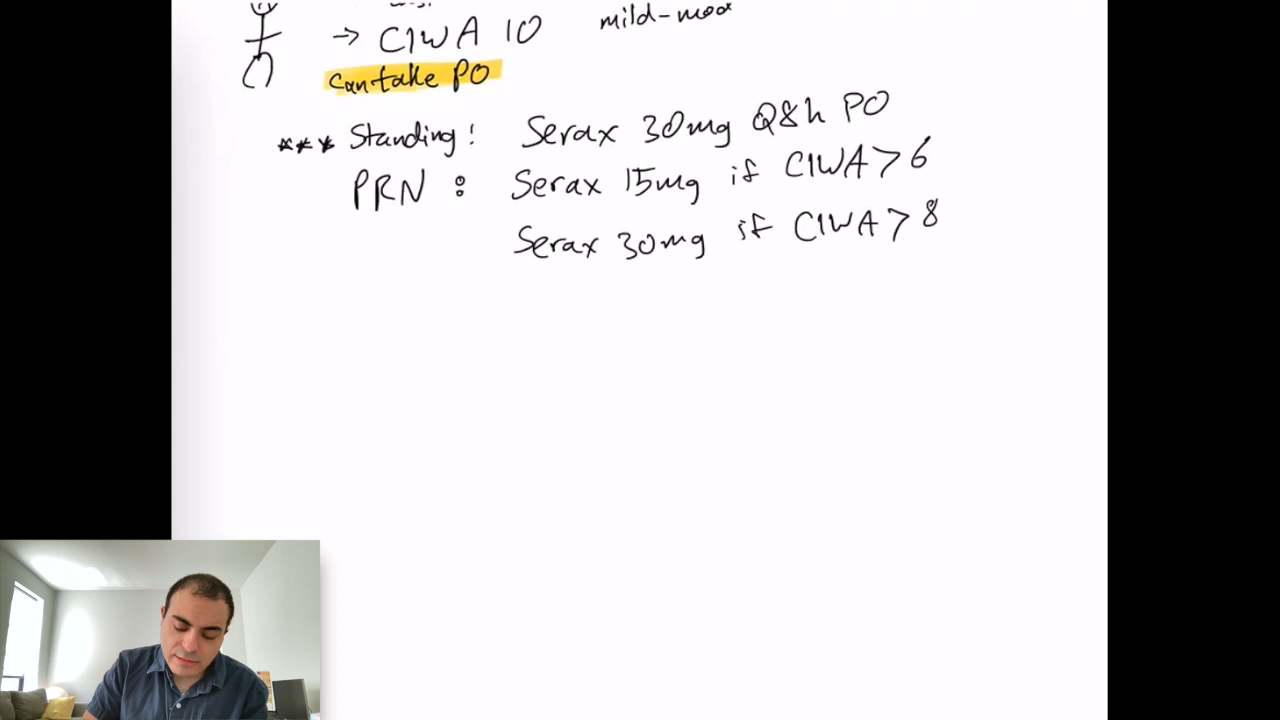 → CIWA 10 mild-mod
can take PO
*** Standing! Serax 30mg Q8h PO
PRN : Serax 15mg if CIWA > 6
Serax 30mg if CIWA > 8